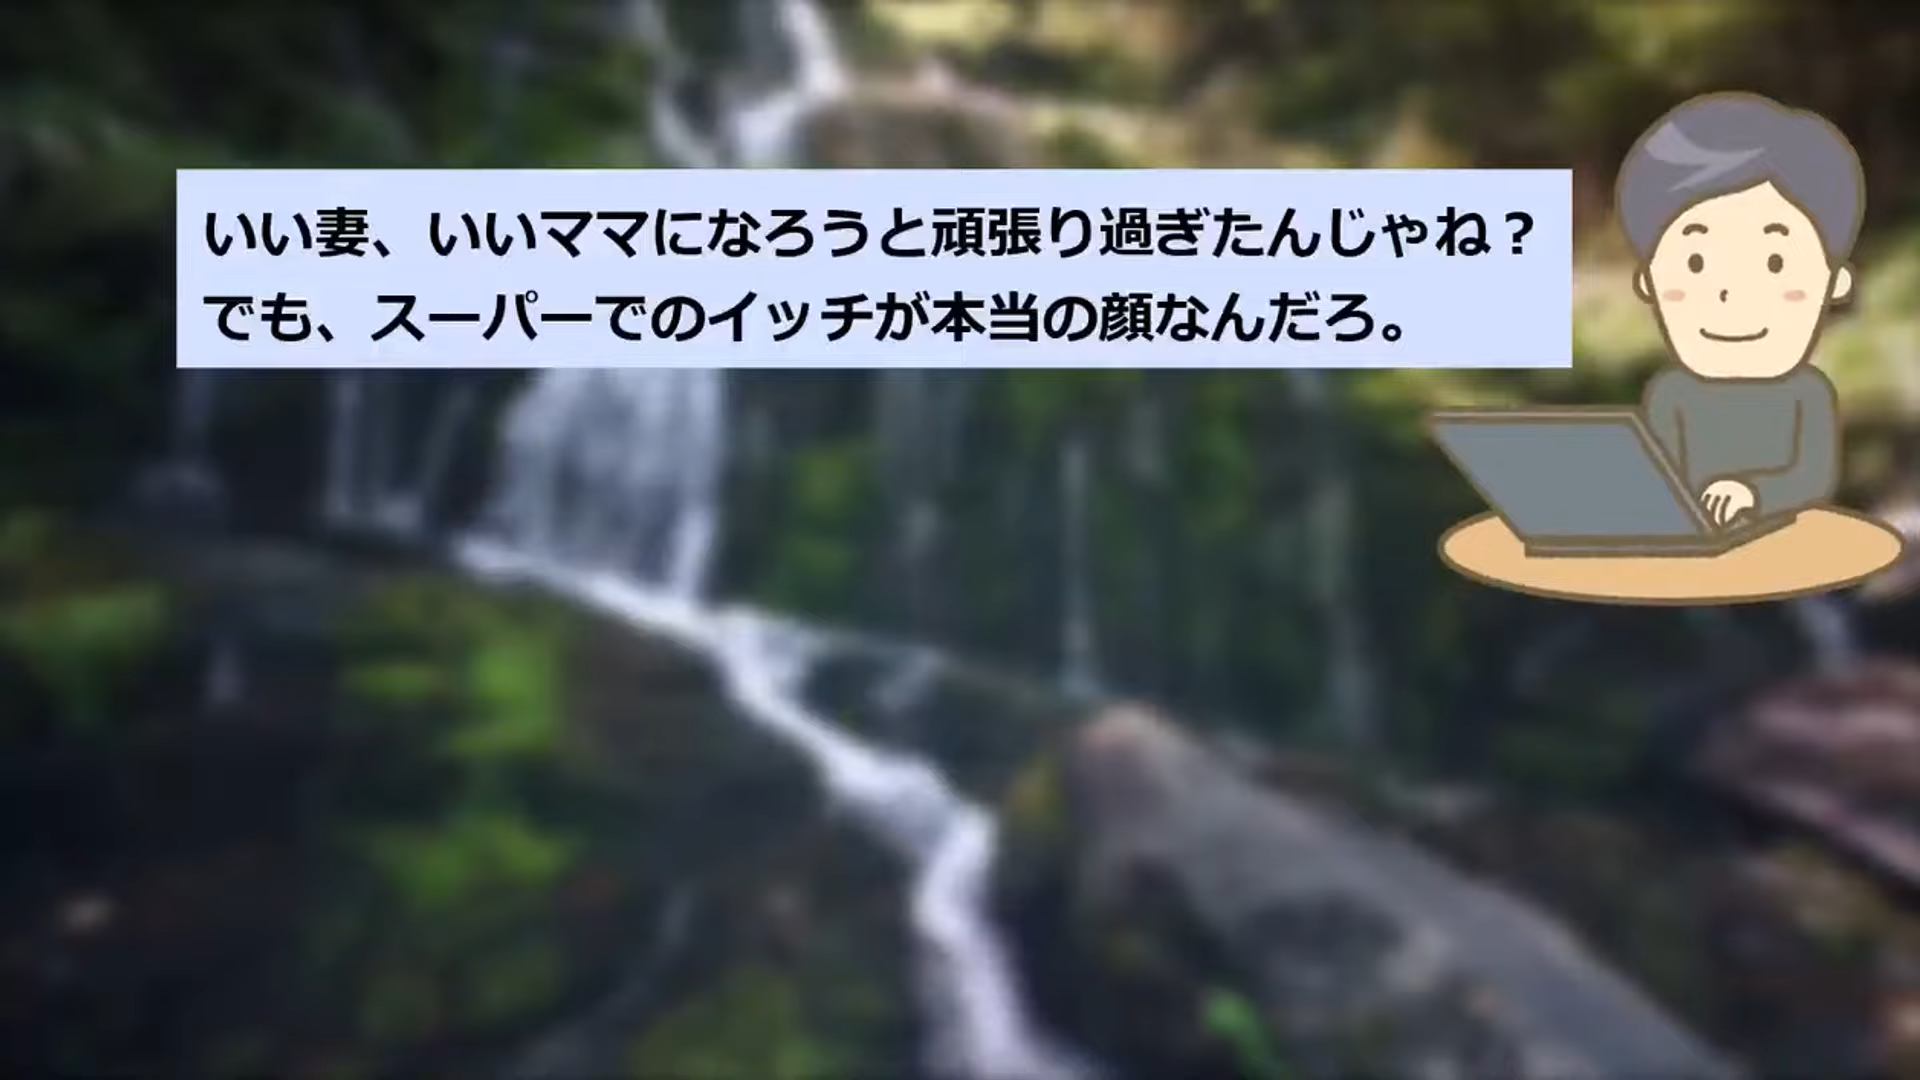 いい妻、いいママになろうと頑張り過ぎたんじゃね？
でも、スーパーでのイッチが本当の顔なんだろ。